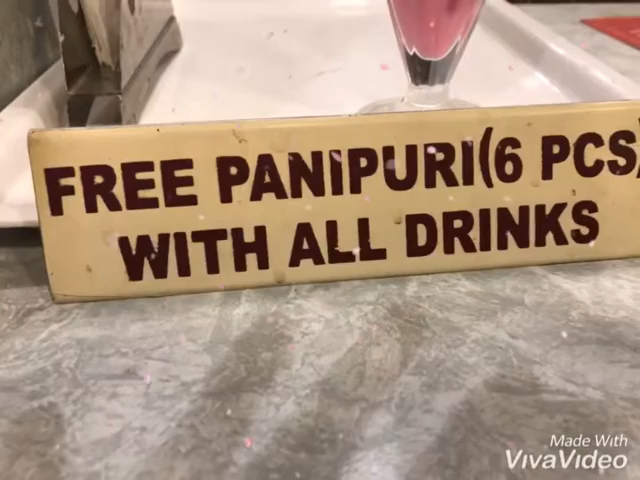 FREE PANIPURI(6 PCS)
WITH ALL DRINKS
Made With
VivaVideo